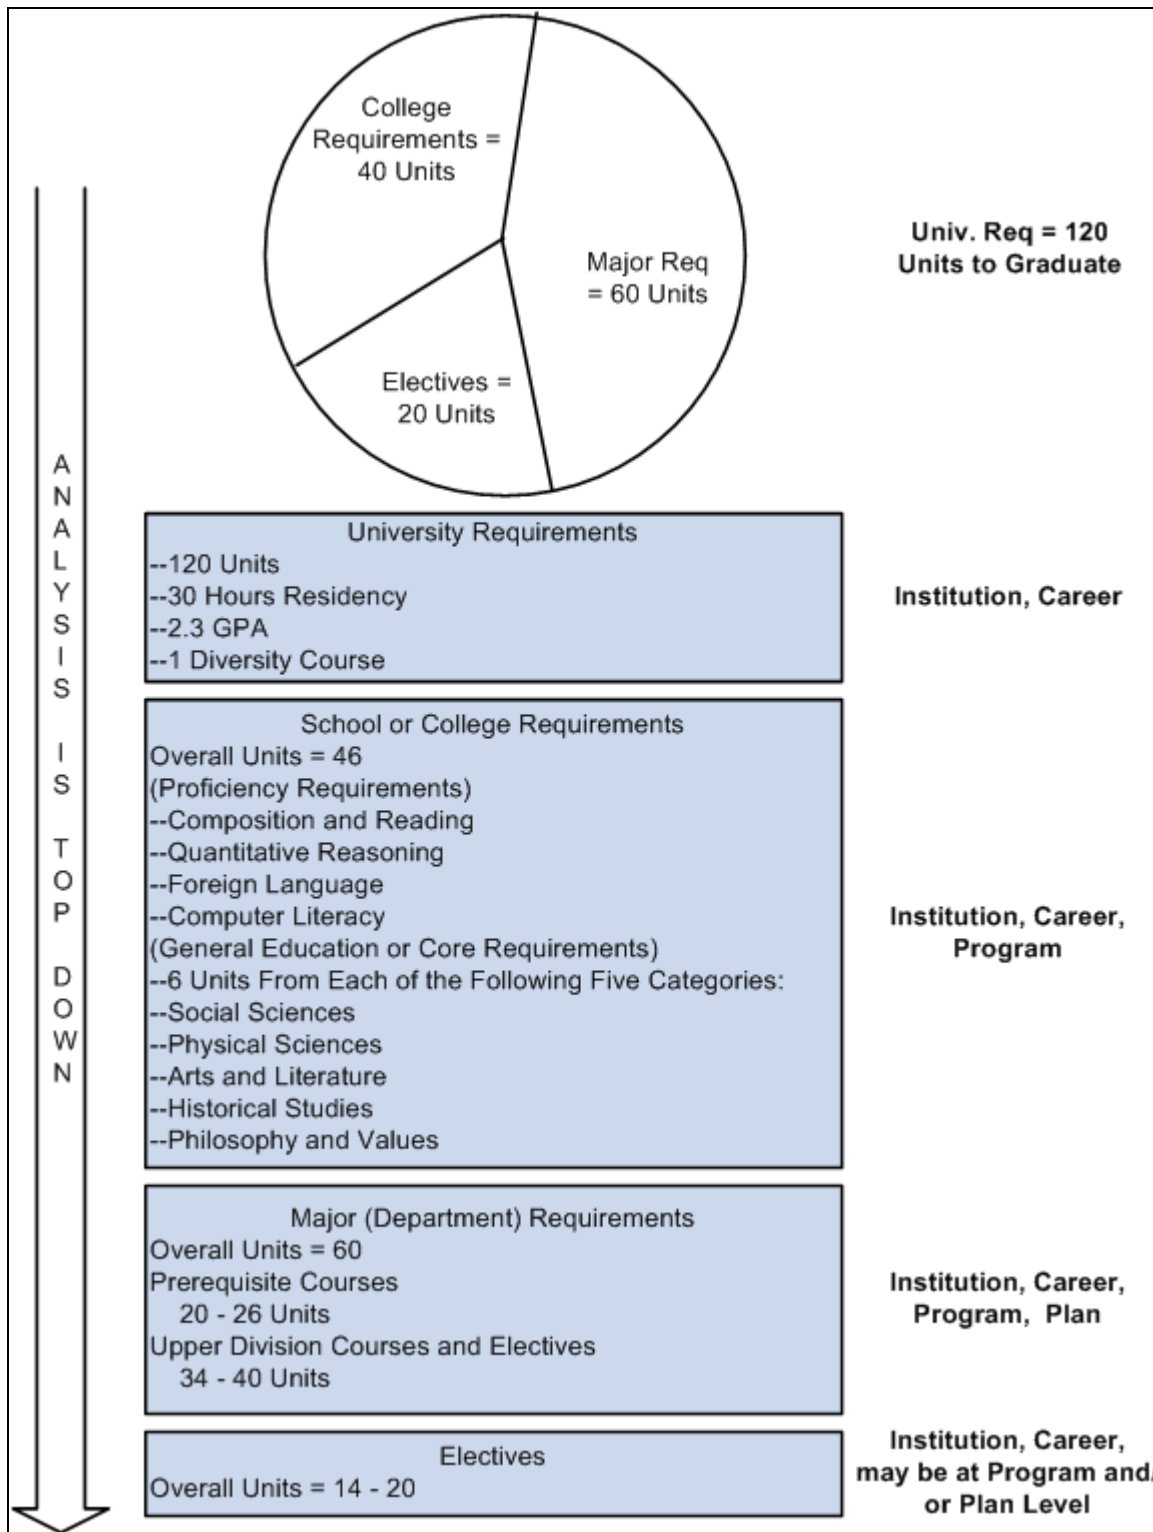 College
Requirements =
40 Units
Major Req
= 60 Units
Electives =
20 Units
Univ. Req = 120
Units to Graduate
ANALYSIS IS TOP DOWN
University Requirements
--120 Units
--30 Hours Residency
--2.3 GPA
--1 Diversity Course
Institution, Career
School or College Requirements
Overall Units = 46
(Proficiency Requirements)
--Composition and Reading
--Quantitative Reasoning
--Foreign Language
--Computer Literacy
(General Education or Core Requirements)
--6 Units From Each of the Following Five Categories:
--Social Sciences
--Physical Sciences
--Arts and Literature
--Historical Studies
--Philosophy and Values
Institution, Career,
Program
Major (Department) Requirements
Overall Units = 60
Prerequisite Courses
20 - 26 Units
Upper Division Courses and Electives
34 - 40 Units
Institution, Career,
Program, Plan
Electives
Overall Units = 14 - 20
Institution, Career,
may be at Program and/
or Plan Level